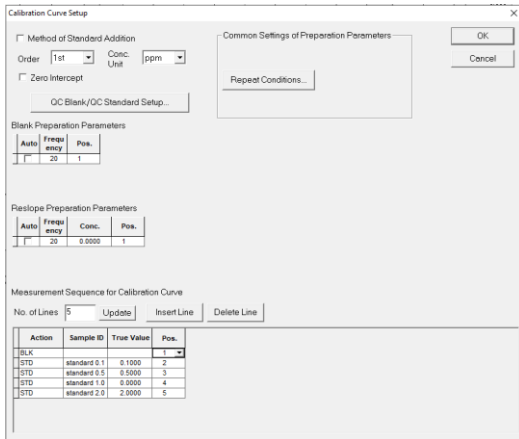 Calibration Curve Setup
Method of Standard Addition
Order 1st Conc. Unit ppm
Zero Intercept
QC Blank/QC Standard Setup...
Common Settings of Preparation Parameters
Repeat Conditions...
OK
Cancel
Blank Preparation Parameters
Auto Frequency Pos.
20 1
Reslope Preparation Parameters
Auto Frequency Conc. Pos.
20 0.0000 1
Measurement Sequence for Calibration Curve
No. of Lines 5 Update Insert Line Delete Line
Action Sample ID True Value Pos.
BLK 1
STD standard 0.1 0.1000 2
STD standard 0.5 0.5000 3
STD standard 1.0 0.0000 4
STD standard 2.0 2.0000 5